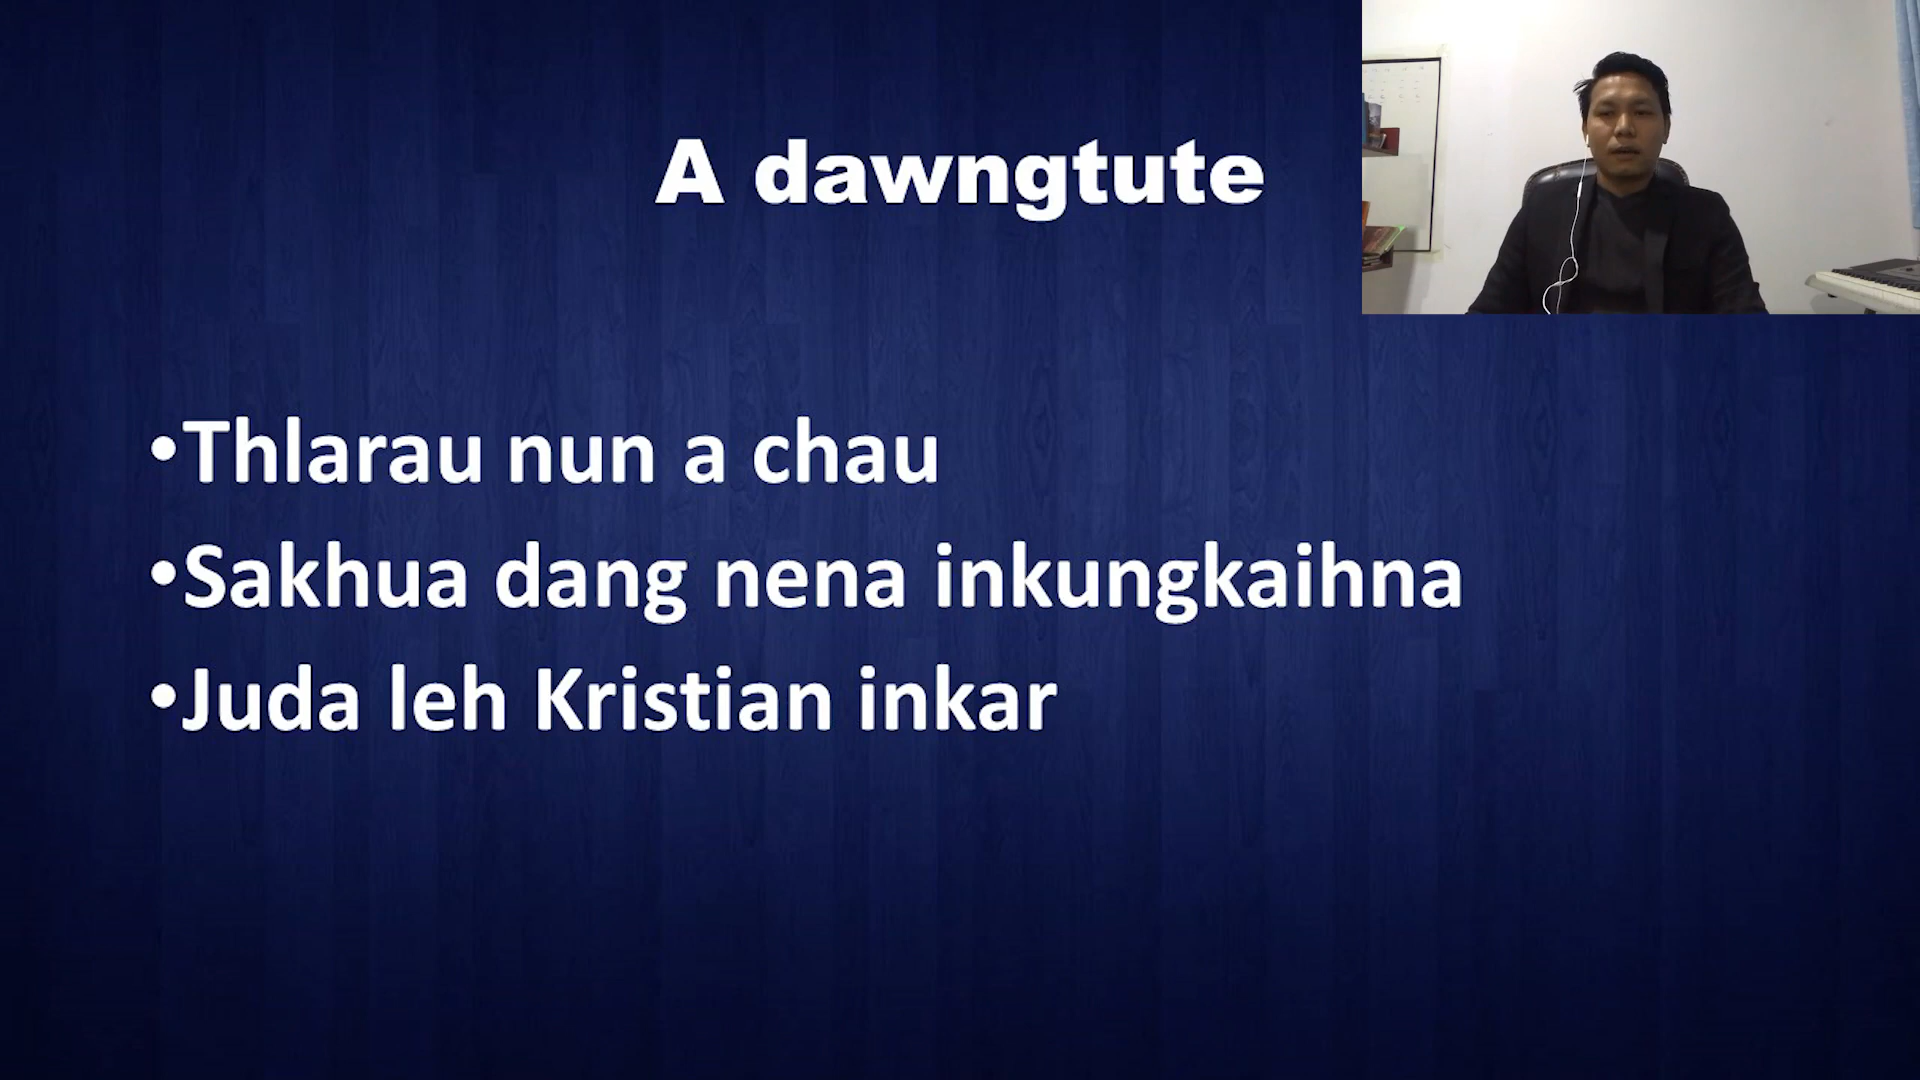 A dawngtute
•Thlarau nun a chau
•Sakhua dang nena inkungkaihna
•Juda leh Kristian inkar